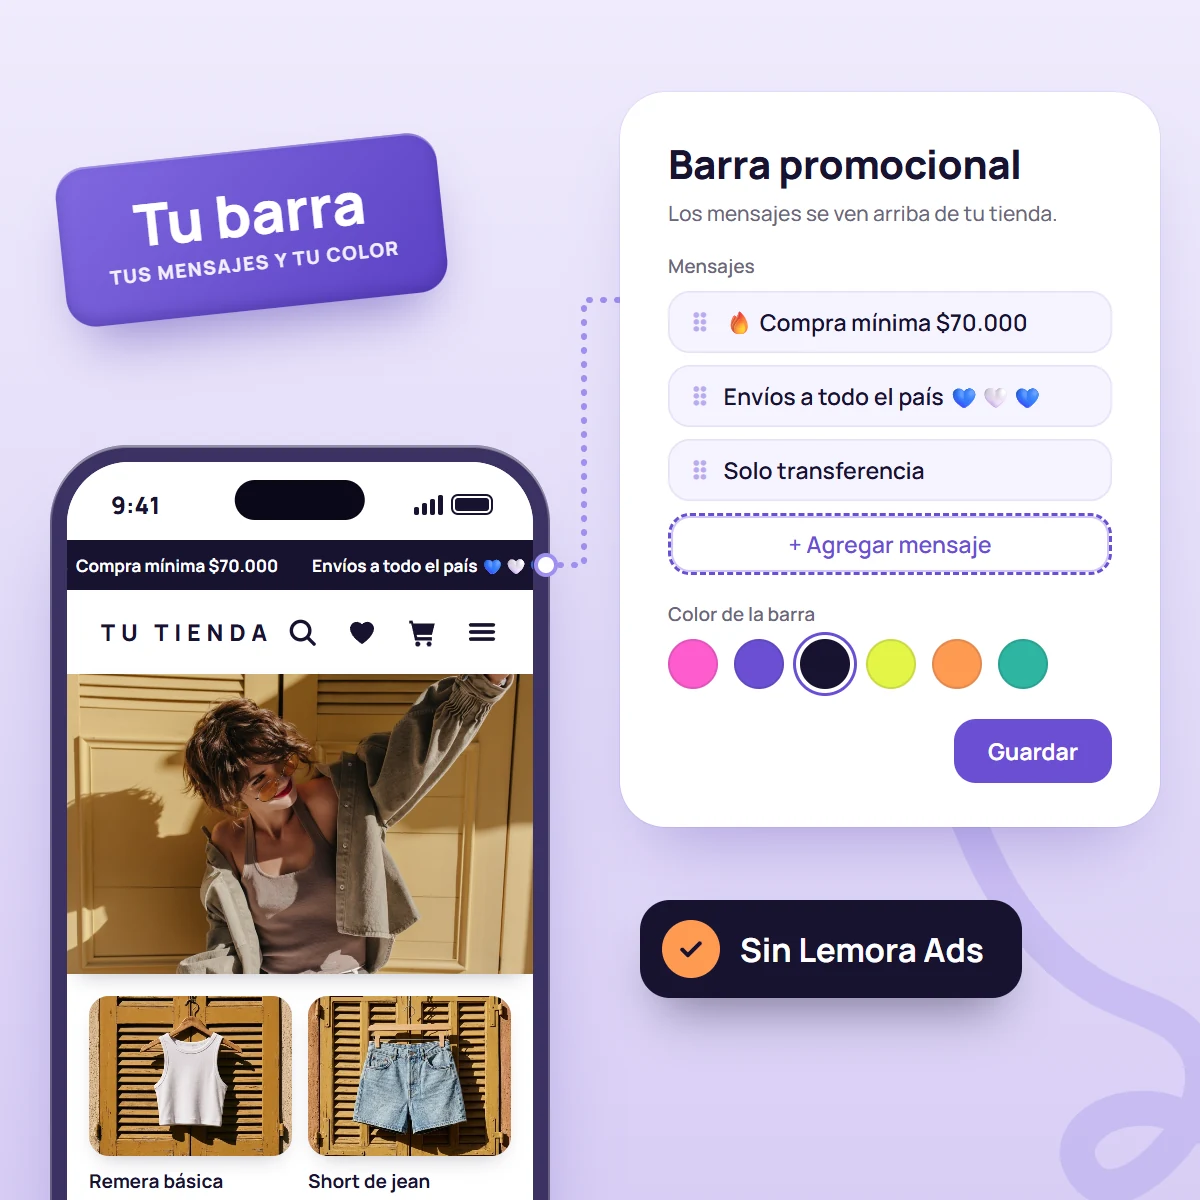 Tu barra
TUS MENSAJES Y TU COLOR
Barra promocional
Los mensajes se ven arriba de tu tienda.
Mensajes
🔥 Compra mínima $70.000
Envíos a todo el país 💙 🤍 💙
Solo transferencia
+ Agregar mensaje
Color de la barra
Guardar
9:41
Compra mínima $70.000 Envíos a todo el país 💙 🤍
TU TIENDA
Remera básica Short de jean
Sin Lemora Ads